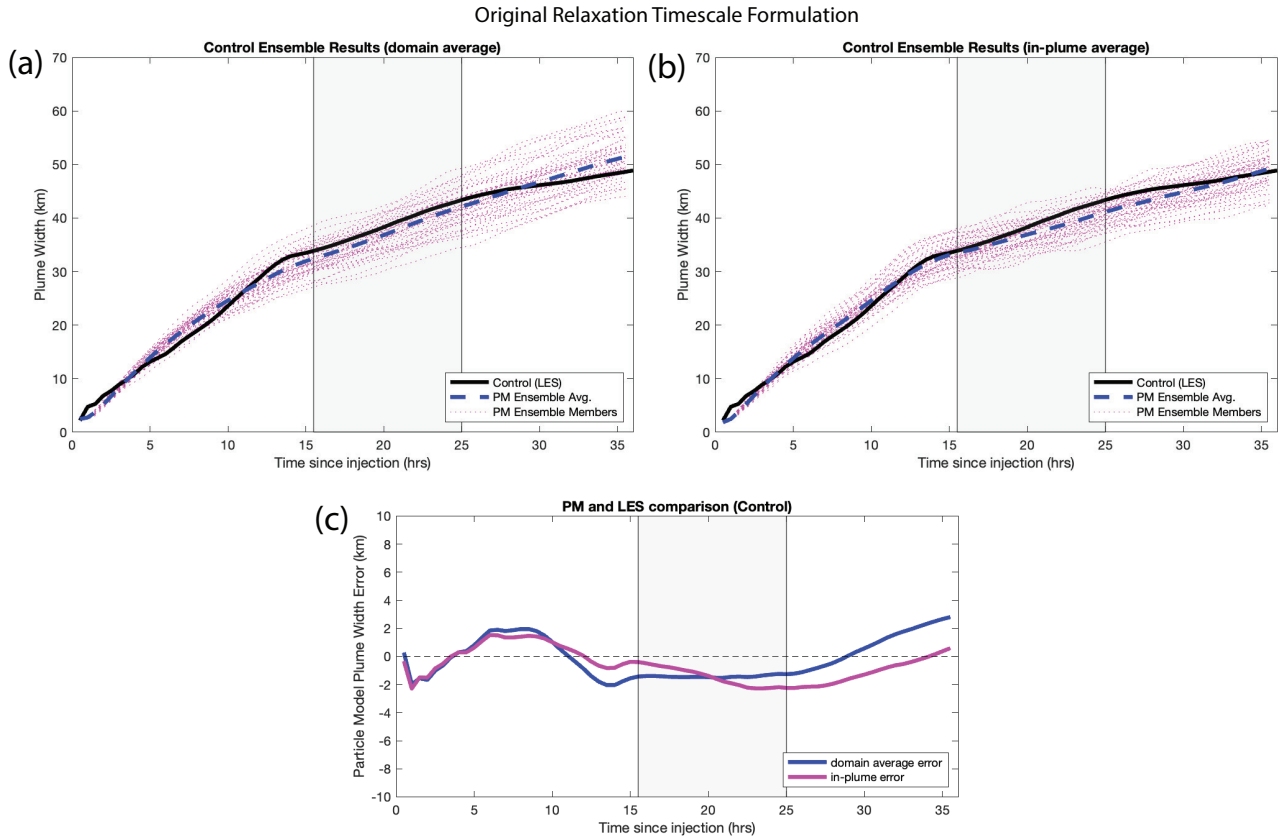 Original Relaxation Timescale Formulation
(a)
Control Ensemble Results (domain average)
70
60
50
40
30
20
10
0
Plume Width (km)
0 5 10 15 20 25 30 35
Time since injection (hrs)
Control (LES)
PM Ensemble Avg.
PM Ensemble Members
(b)
Control Ensemble Results (in-plume average)
70
60
50
40
30
20
10
0
Plume Width (km)
0 5 10 15 20 25 30 35
Time since injection (hrs)
Control (LES)
PM Ensemble Avg.
PM Ensemble Members
(c)
PM and LES comparison (Control)
10
8
6
4
2
0
-2
-4
-6
-8
-10
Particle Model Plume Width Error (km)
0 5 10 15 20 25 30 35
Time since injection (hrs)
domain average error
in-plume error